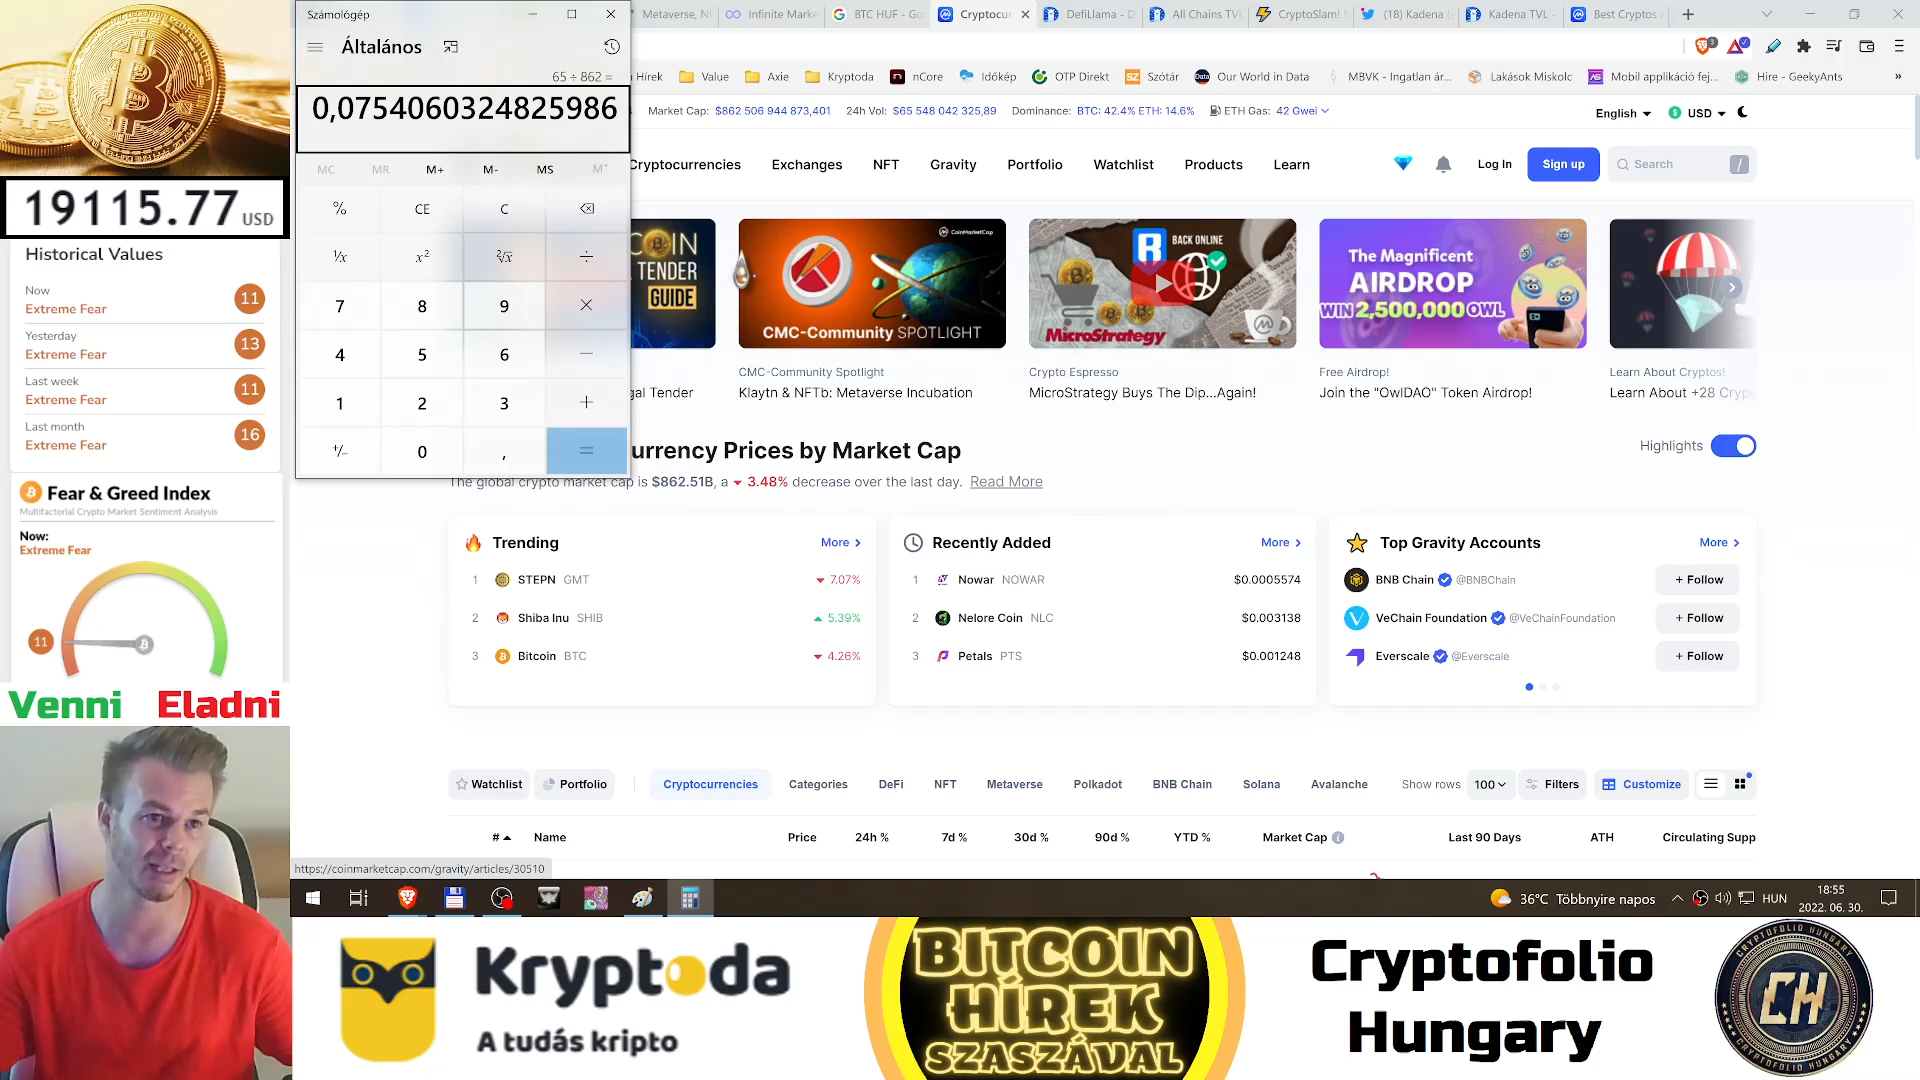 Számológép
Általános
65 ÷ 862 =
0,0754060324825986
MC MR M+ M- MS
% CE C
¹/x x² ²√x ÷
7 8 9 ×
4 5 6 −
1 2 3 +
+/− 0 , =
Metaverse, NF
Infinite Marke
BTC HUF - Go
Cryptocur
DefiLlama - D
All Chains TVL
CryptoSlam!
(18) Kadena (
Kadena TVL -
Best Cryptos
Hírek
Value
Axie
Kryptoda
nCore
Időkép
OTP Direkt
Szótár
Our World in Data
MBVK - Ingatlan ár...
Lakások Miskolc
Mobil applikáció fej...
Hire - GeekyAnts
Market Cap: $862 506 944 873,401
24h Vol: $65 548 042 325,89
Dominance: BTC: 42.4% ETH: 14.6%
ETH Gas: 42 Gwei
English
USD
Cryptocurrencies
Exchanges
NFT
Gravity
Portfolio
Watchlist
Products
Learn
Log In
Sign up
Search
/
COIN
TENDER
GUIDE
gal Tender
CoinMarketCap
CMC-Community SPOTLIGHT
CMC-Community Spotlight
Klaytn & NFTb: Metaverse Incubation
BACK ONLINE
MicroStrategy
Crypto Espresso
MicroStrategy Buys The Dip...Again!
The Magnificent
AIRDROP
WIN 2,500,000 OWL
Free Airdrop!
Join the "OwlDAO" Token Airdrop!
Learn About Cryptos!
Learn About +28 Crypt
urrency Prices by Market Cap
Highlights
The global crypto market cap is $862.51B, a 3.48% decrease over the last day. Read More
Trending
More
1 STEPN GMT 7.07%
2 Shiba Inu SHIB 5.39%
3 Bitcoin BTC 4.26%
Recently Added
More
1 Nowar NOWAR $0.0005574
2 Nelore Coin NLC $0.003138
3 Petals PTS $0.001248
Top Gravity Accounts
More
BNB Chain @BNBChain + Follow
VeChain Foundation @VeChainFoundation + Follow
Everscale @Everscale + Follow
Watchlist
Portfolio
Cryptocurrencies
Categories
DeFi
NFT
Metaverse
Polkadot
BNB Chain
Solana
Avalanche
Show rows 100
Filters
Customize
# Name Price 24h % 7d % 30d % 90d % YTD % Market Cap Last 90 Days ATH Circulating Supp
https://coinmarketcap.com/gravity/articles/30510
36°C Többnyire napos
HUN
18:55
2022. 06. 30.
19115.77 USD
Historical Values
Now
Extreme Fear
11
Yesterday
Extreme Fear
13
Last week
Extreme Fear
11
Last month
Extreme Fear
16
Fear & Greed Index
Multifactorial Crypto Market Sentiment Analysis
Now:
Extreme Fear
11
Venni Eladni
Kryptoda
A tudás kripto
BITCOIN
HÍREK
SZASZÁVAL
Cryptofolio
Hungary
CRYPTOFOLIO HUNGARY
CH
CRYPTOFOLIO HUNGARY